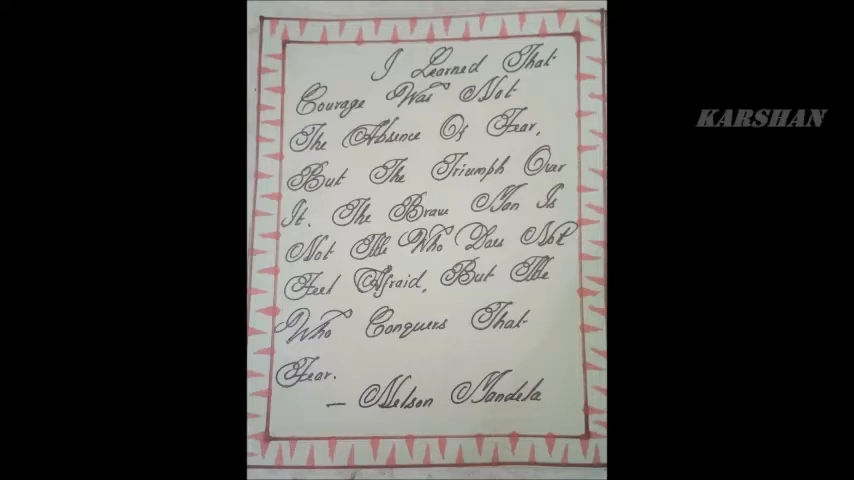 I Learned That
Courage Was Not
The Absence Of Fear,
But The Triumph Over
It. The Brave Man Is
Not He Who Does Not
Feel Afraid, But He
Who Conquers That
Fear.
— Nelson Mandela
KARSHAN